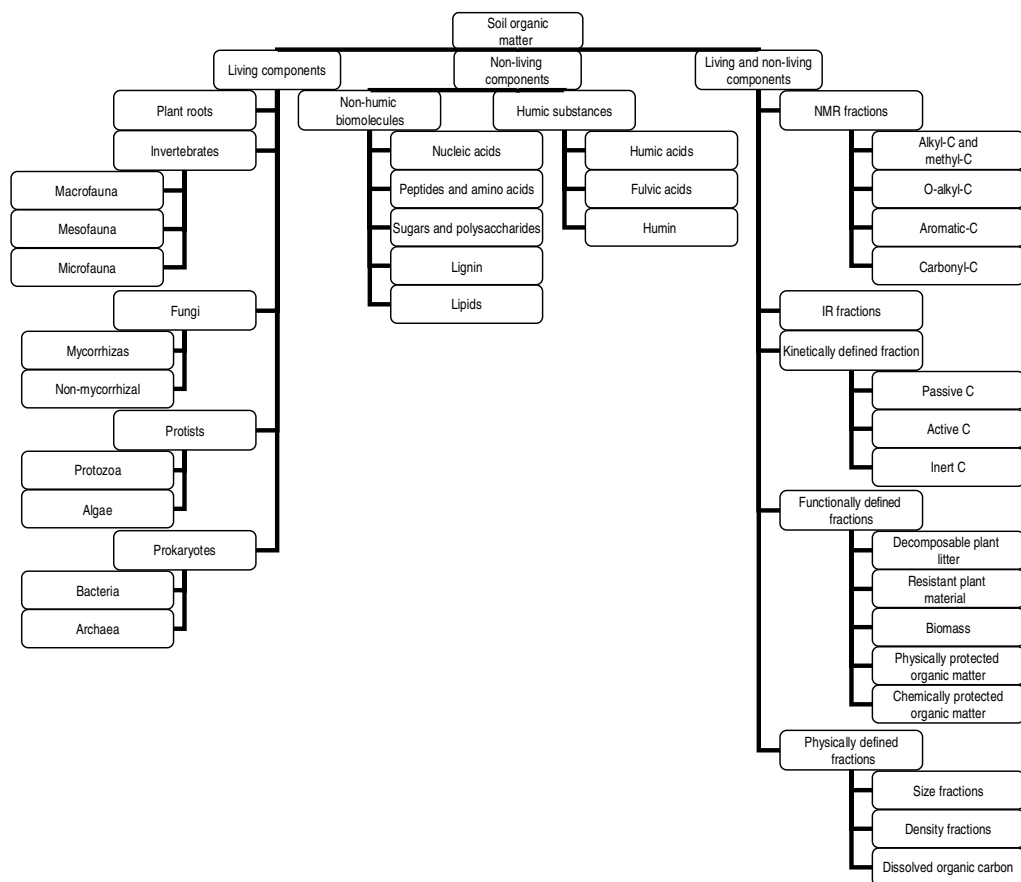 Soil organic
matter
Living components
Non-living
components
Living and non-living
components
Plant roots
Invertebrates
Macrofauna
Mesofauna
Microfauna
Fungi
Mycorrhizas
Non-mycorrhizal
Protists
Protozoa
Algae
Prokaryotes
Bacteria
Archaea
Non-humic
biomolecules
Nucleic acids
Peptides and amino acids
Sugars and polysaccharides
Lignin
Lipids
Humic substances
Humic acids
Fulvic acids
Humin
NMR fractions
Alkyl-C and
methyl-C
O-alkyl-C
Aromatic-C
Carbonyl-C
IR fractions
Kinetically defined fraction
Passive C
Active C
Inert C
Functionally defined
fractions
Decomposable plant
litter
Resistant plant
material
Biomass
Physically protected
organic matter
Chemically protected
organic matter
Physically defined
fractions
Size fractions
Density fractions
Dissolved organic carbon